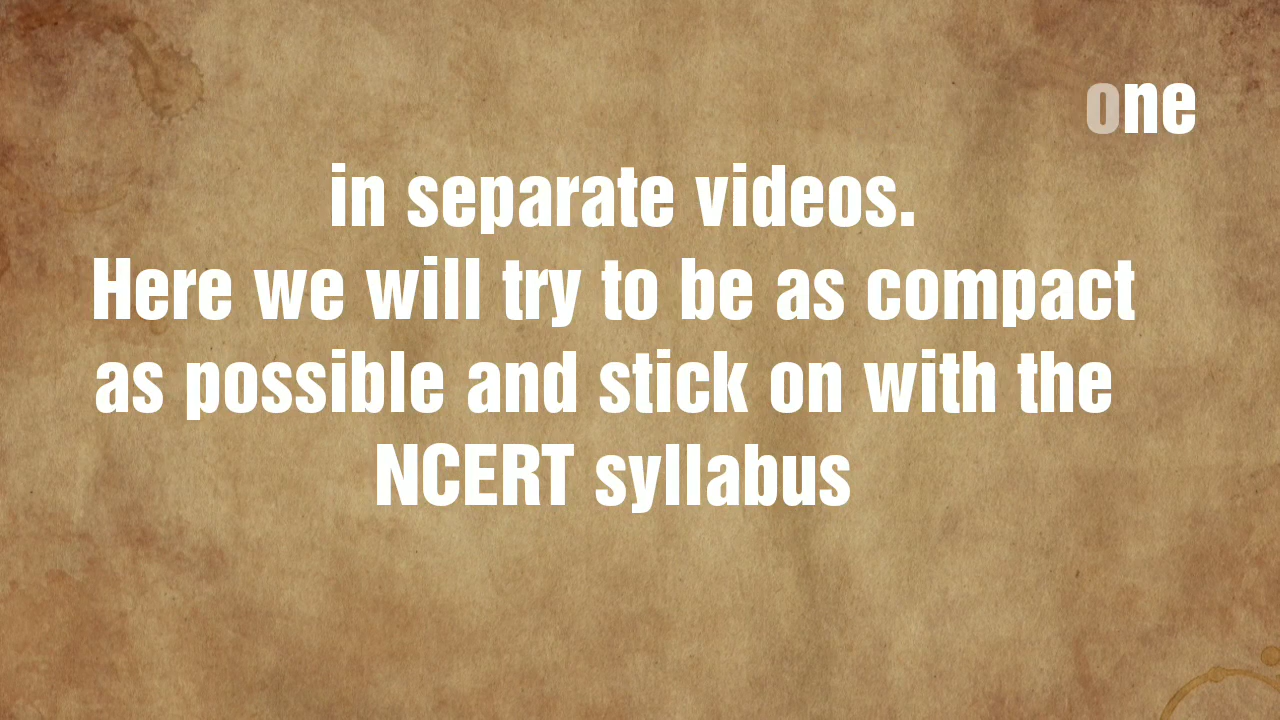 one
in separate videos.
Here we will try to be as compact
as possible and stick on with the
NCERT syllabus